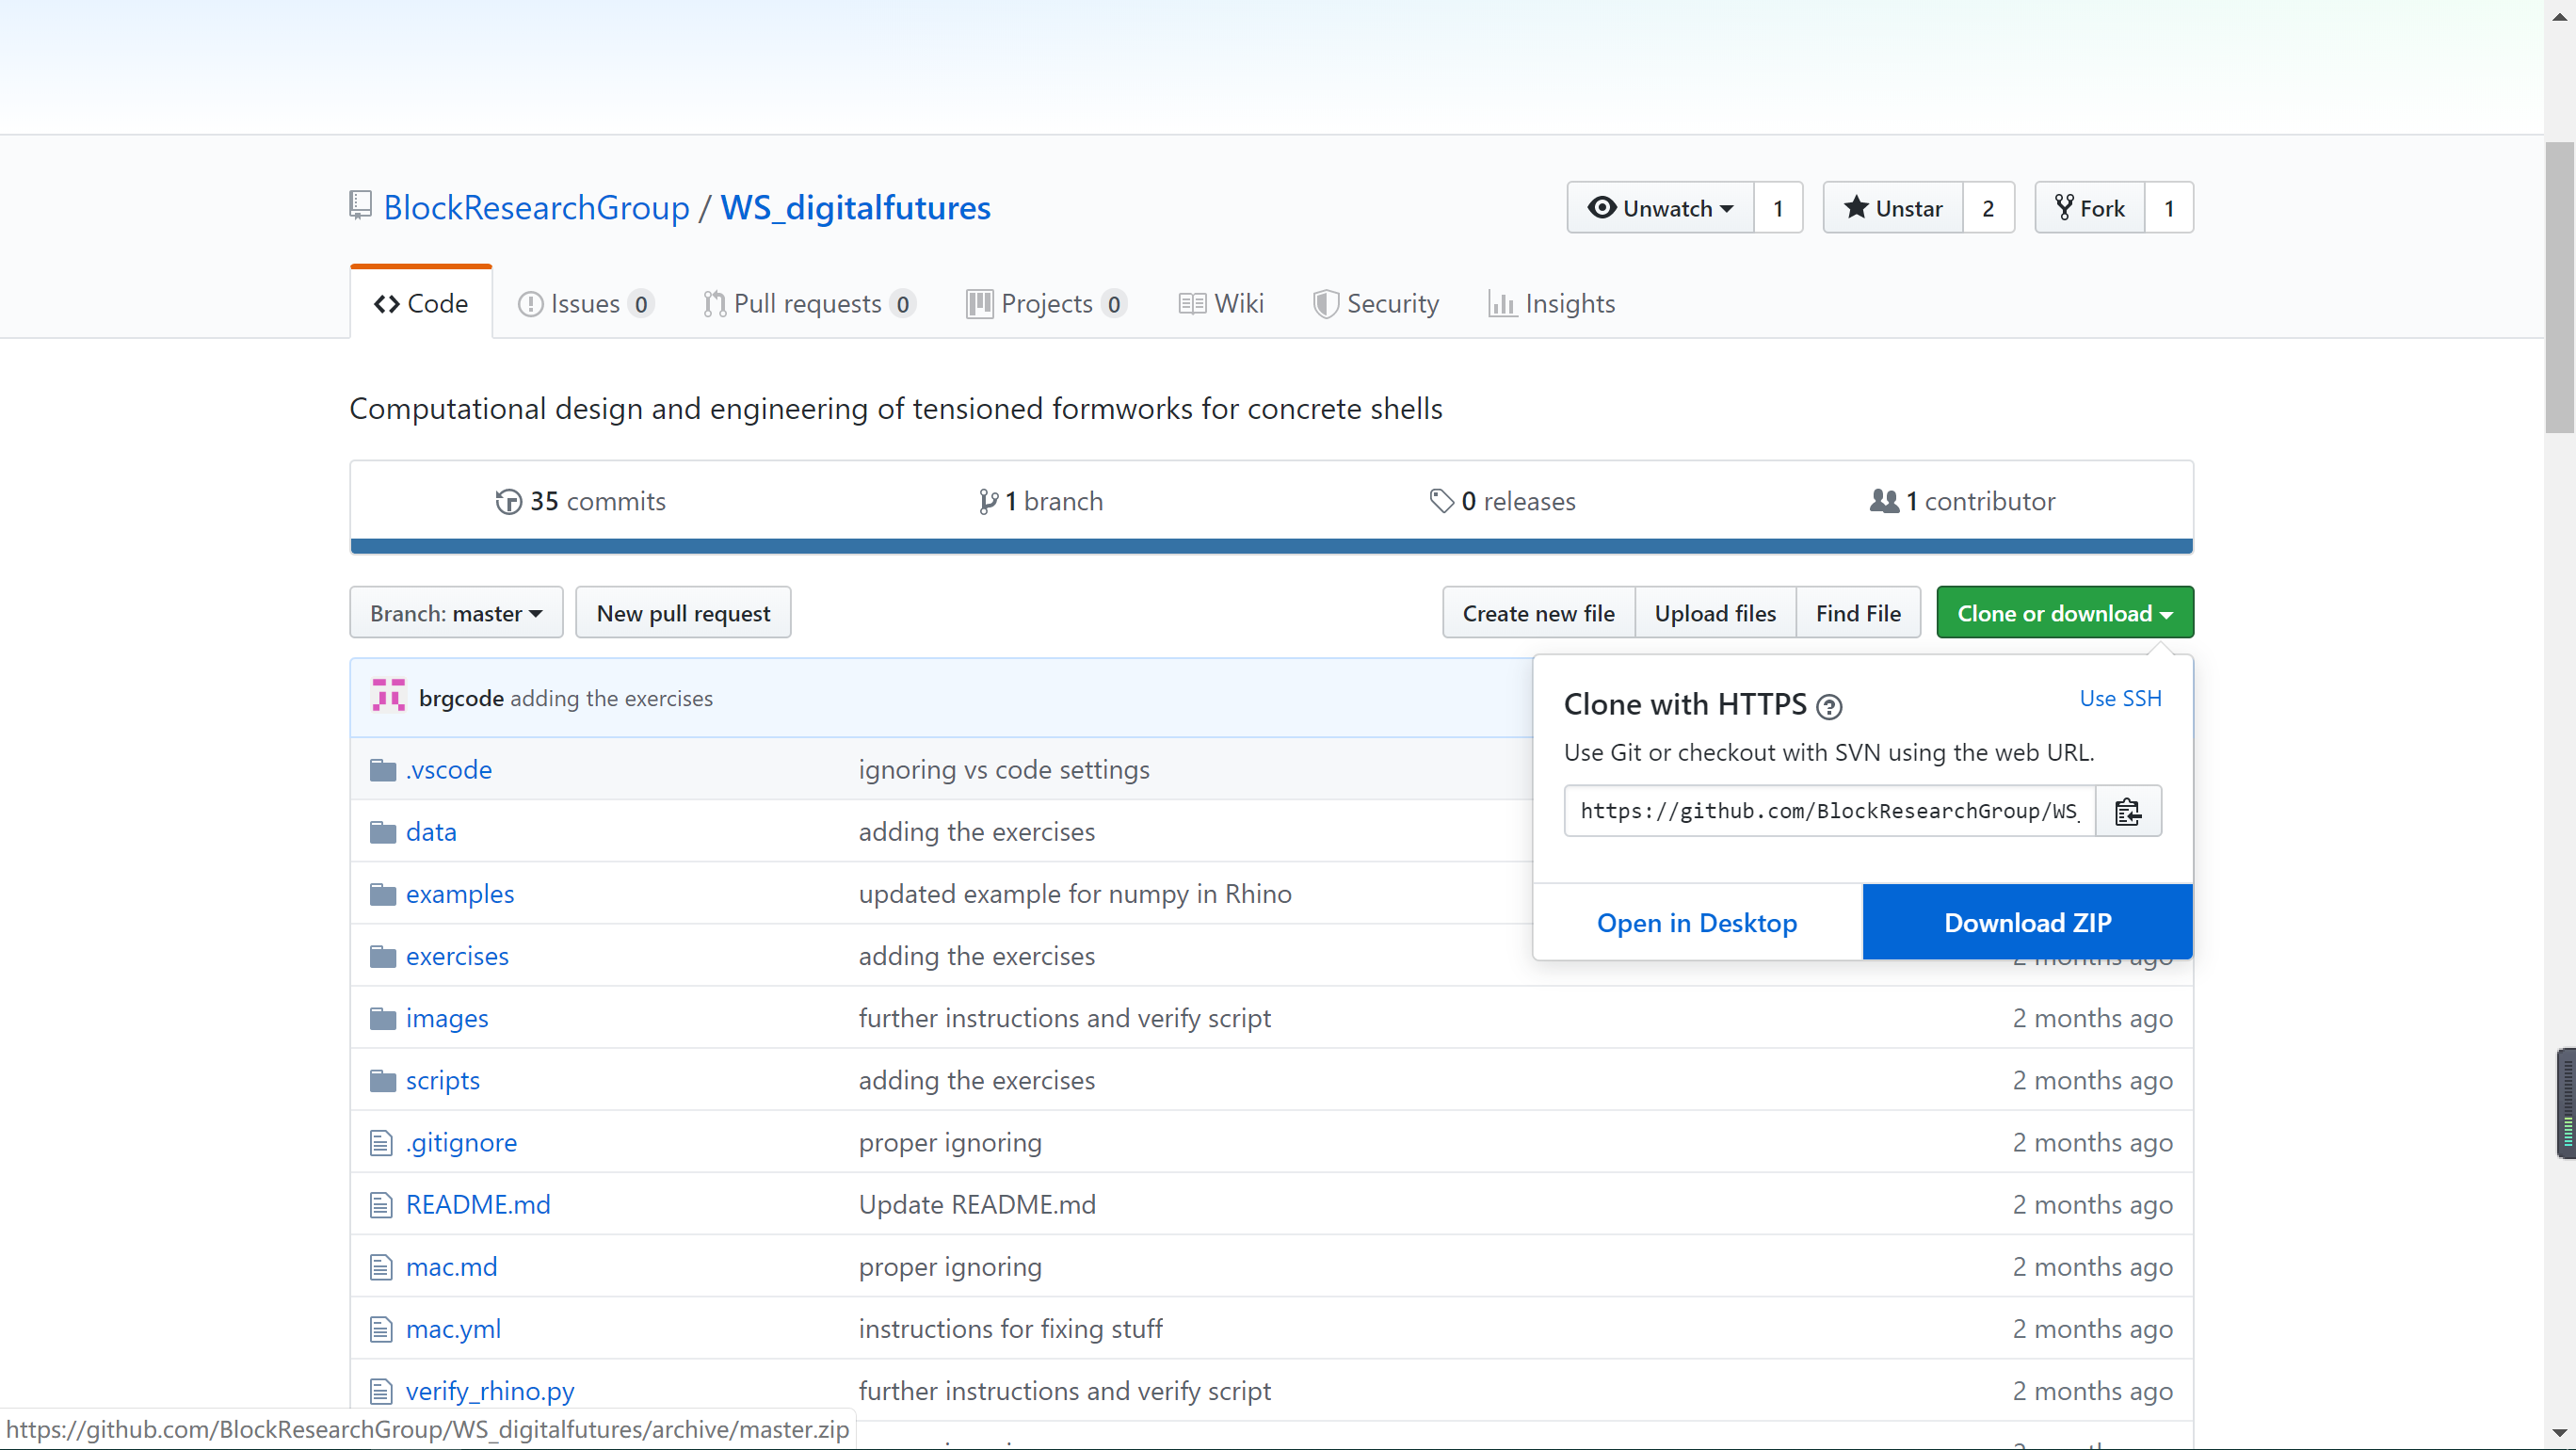 BlockResearchGroup / WS_digitalfutures
Unwatch 1 Unstar 2 Fork 1
Code Issues 0 Pull requests 0 Projects 0 Wiki Security Insights
Computational design and engineering of tensioned formworks for concrete shells
35 commits 1 branch 0 releases 1 contributor
Branch: master New pull request Create new file Upload files Find File Clone or download
brgcode adding the exercises
Clone with HTTPS Use SSH
Use Git or checkout with SVN using the web URL.
https://github.com/BlockResearchGroup/WS_
Open in Desktop Download ZIP
.vscode ignoring vs code settings
data adding the exercises
examples updated example for numpy in Rhino
exercises adding the exercises 2 months ago
images further instructions and verify script 2 months ago
scripts adding the exercises 2 months ago
.gitignore proper ignoring 2 months ago
README.md Update README.md 2 months ago
mac.md proper ignoring 2 months ago
mac.yml instructions for fixing stuff 2 months ago
verify_rhino.py further instructions and verify script 2 months ago
https://github.com/BlockResearchGroup/WS_digitalfutures/archive/master.zip